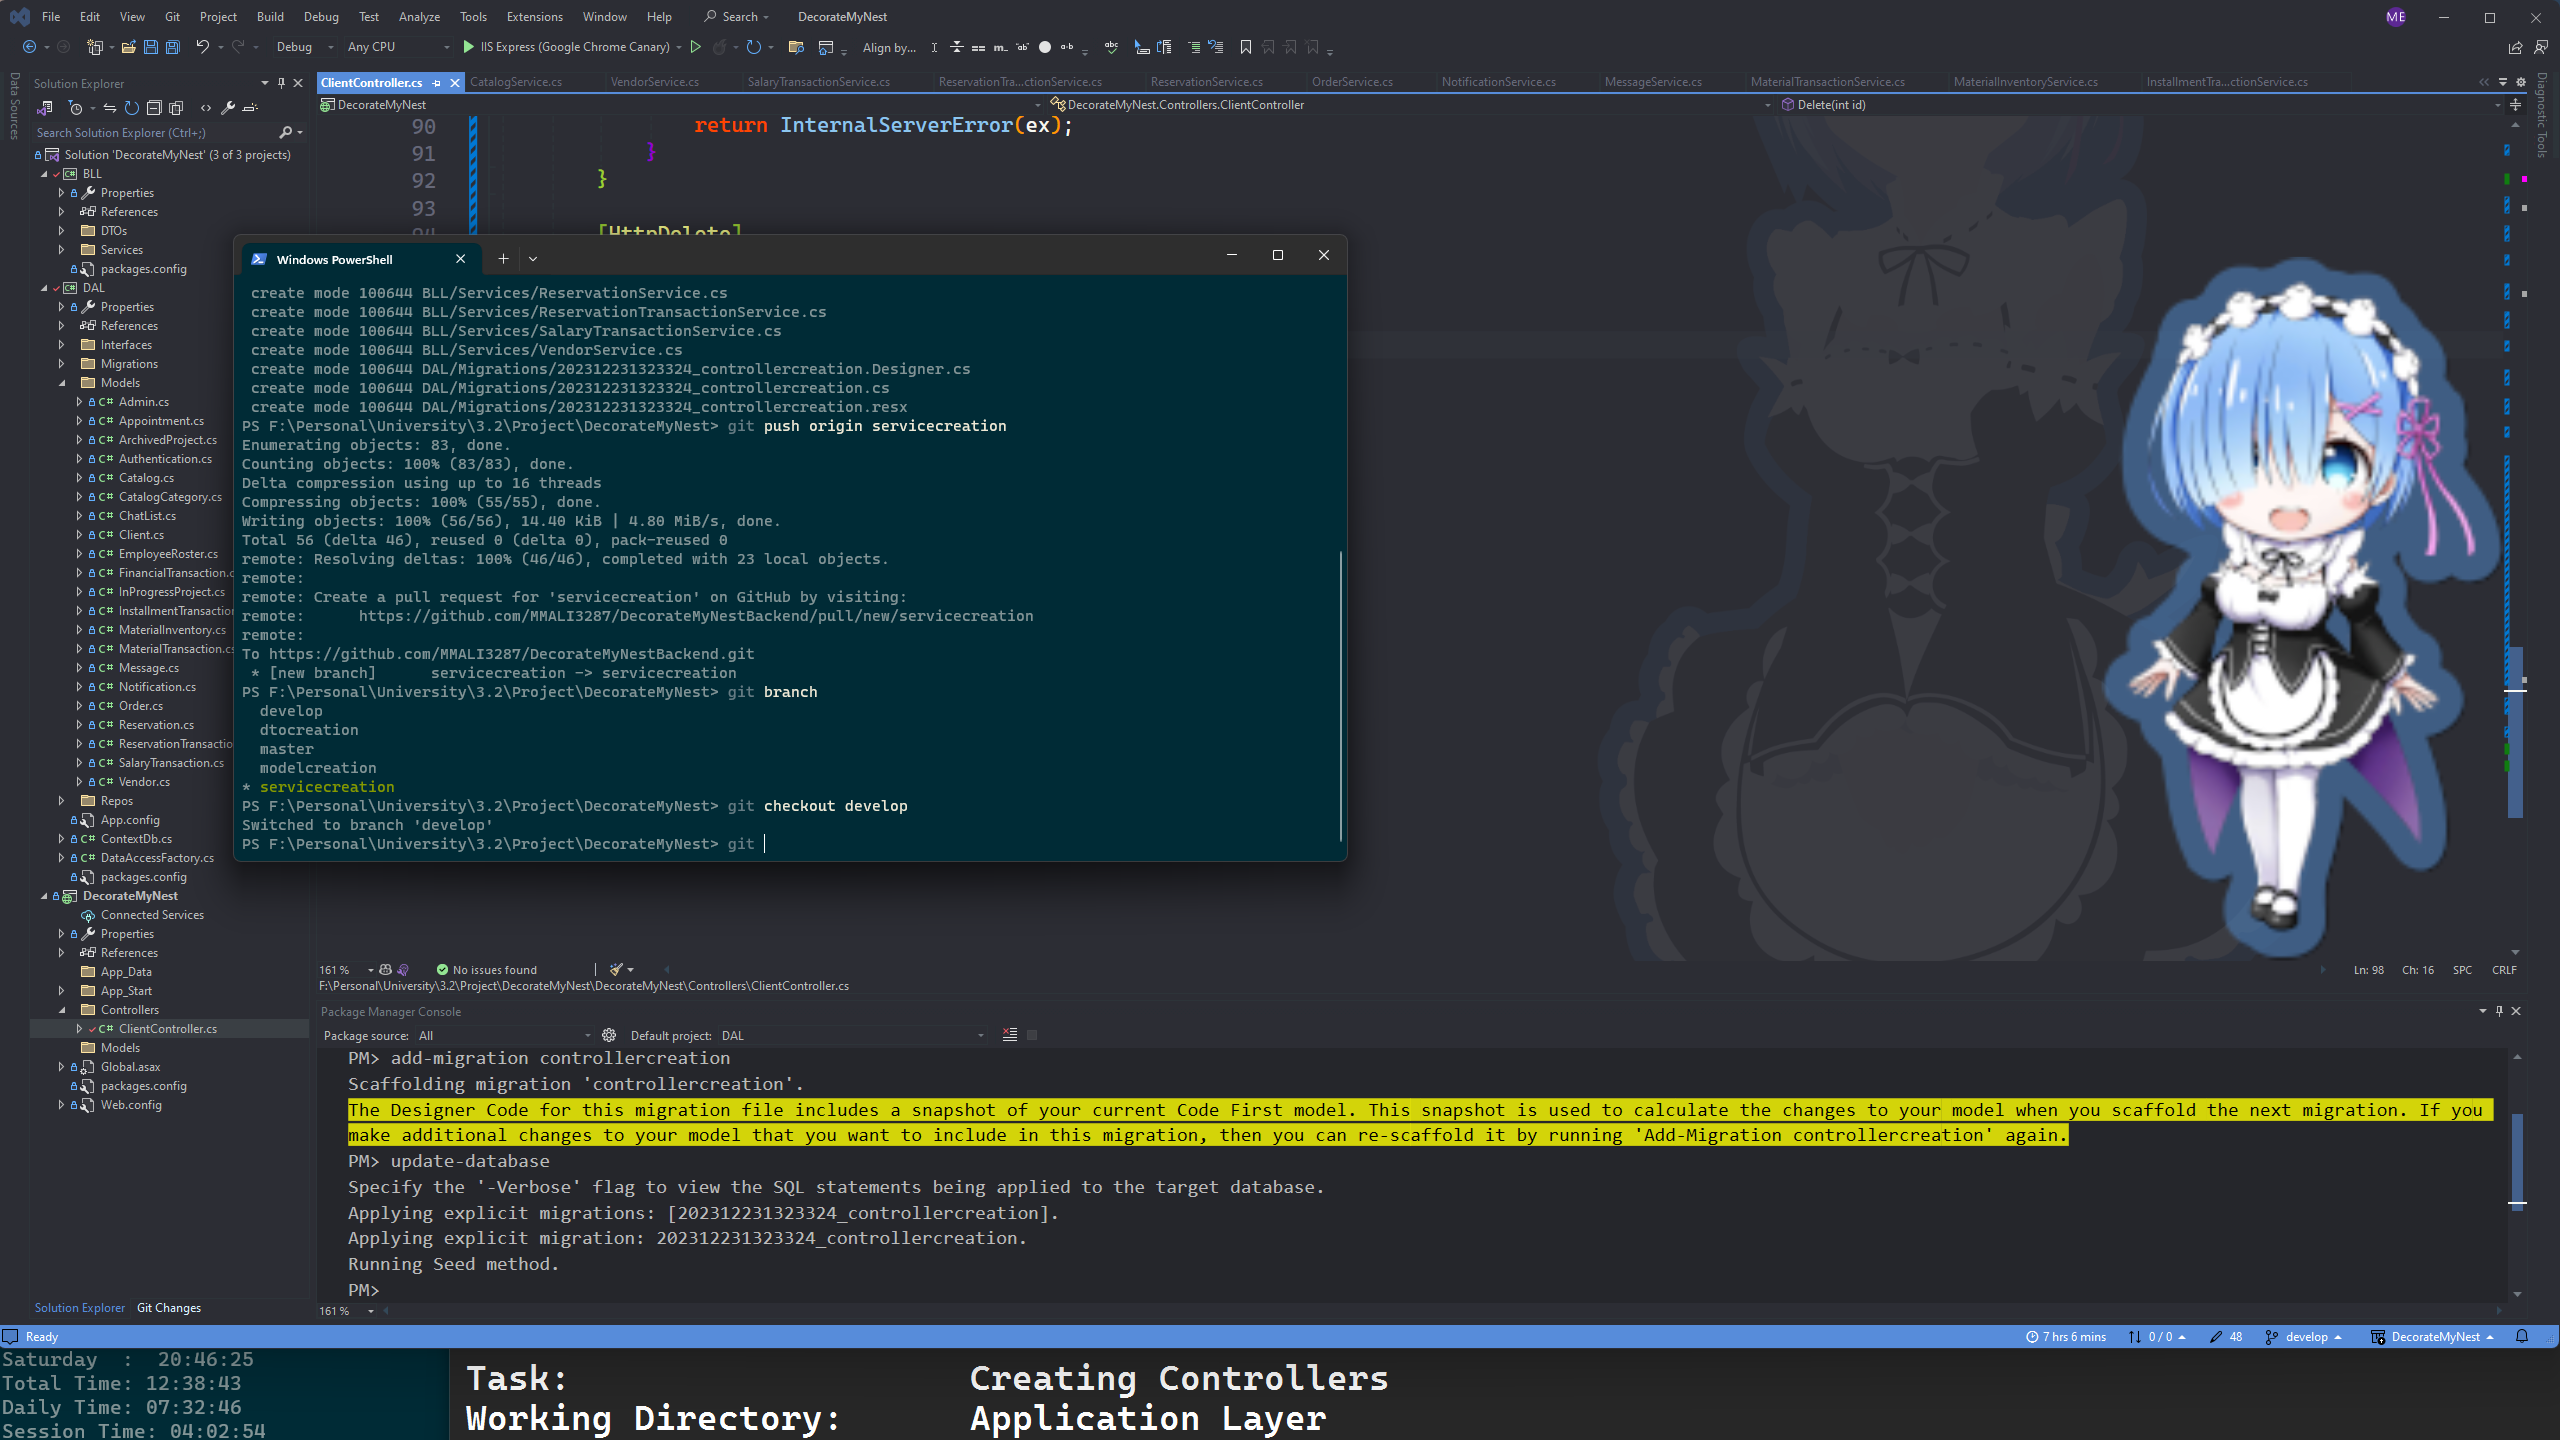 File Edit View Git Project Build Debug Test Analyze Tools Extensions Window Help Search DecorateMyNest ME
Debug Any CPU IIS Express (Google Chrome Canary) Align by...
Data Sources
Diagnostic Tools
Solution Explorer
Search Solution Explorer (Ctrl+;)
Solution 'DecorateMyNest' (3 of 3 projects)
BLL
Properties
References
DTOs
Services
packages.config
DAL
Properties
References
Interfaces
Migrations
Models
C# Admin.cs
C# Appointment.cs
C# ArchivedProject.cs
C# Authentication.cs
C# Catalog.cs
C# CatalogCategory.cs
C# ChatList.cs
C# Client.cs
C# EmployeeRoster.cs
C# FinancialTransaction.c
C# InProgressProject.cs
C# InstallmentTransaction
C# MaterialInventory.cs
C# MaterialTransaction.cs
C# Message.cs
C# Notification.cs
C# Order.cs
C# Reservation.cs
C# ReservationTransactio
C# SalaryTransaction.cs
C# Vendor.cs
Repos
App.config
C# ContextDb.cs
C# DataAccessFactory.cs
packages.config
DecorateMyNest
Connected Services
Properties
References
App_Data
App_Start
Controllers
C# ClientController.cs
Models
Global.asax
packages.config
Web.config
Solution Explorer Git Changes
ClientController.cs CatalogService.cs VendorService.cs SalaryTransactionService.cs ReservationTra...ctionService.cs ReservationService.cs OrderService.cs NotificationService.cs MessageService.cs MaterialTransactionService.cs MaterialInventoryService.cs InstallmentTra...ctionService.cs
DecorateMyNest DecorateMyNest.Controllers.ClientController Delete(int id)
90 return InternalServerError(ex);
91 }
92 }
93
94 [HttpDelete]
Windows PowerShell
create mode 100644 BLL/Services/ReservationService.cs
create mode 100644 BLL/Services/ReservationTransactionService.cs
create mode 100644 BLL/Services/SalaryTransactionService.cs
create mode 100644 BLL/Services/VendorService.cs
create mode 100644 DAL/Migrations/202312231323324_controllercreation.Designer.cs
create mode 100644 DAL/Migrations/202312231323324_controllercreation.cs
create mode 100644 DAL/Migrations/202312231323324_controllercreation.resx
PS F:\Personal\University\3.2\Project\DecorateMyNest> git push origin servicecreation
Enumerating objects: 83, done.
Counting objects: 100% (83/83), done.
Delta compression using up to 16 threads
Compressing objects: 100% (55/55), done.
Writing objects: 100% (56/56), 14.40 KiB | 4.80 MiB/s, done.
Total 56 (delta 46), reused 0 (delta 0), pack-reused 0
remote: Resolving deltas: 100% (46/46), completed with 23 local objects.
remote:
remote: Create a pull request for 'servicecreation' on GitHub by visiting:
remote: https://github.com/MMALI3287/DecorateMyNestBackend/pull/new/servicecreation
remote:
To https://github.com/MMALI3287/DecorateMyNestBackend.git
* [new branch] servicecreation -> servicecreation
PS F:\Personal\University\3.2\Project\DecorateMyNest> git branch
develop
dtocreation
master
modelcreation
* servicecreation
PS F:\Personal\University\3.2\Project\DecorateMyNest> git checkout develop
Switched to branch 'develop'
PS F:\Personal\University\3.2\Project\DecorateMyNest> git
161 % No issues found Ln: 98 Ch: 16 SPC CRLF
F:\Personal\University\3.2\Project\DecorateMyNest\DecorateMyNest\Controllers\ClientController.cs
Package Manager Console
Package source: All Default project: DAL
PM> add-migration controllercreation
Scaffolding migration 'controllercreation'.
The Designer Code for this migration file includes a snapshot of your current Code First model. This snapshot is used to calculate the changes to your model when you scaffold the next migration. If you
make additional changes to your model that you want to include in this migration, then you can re-scaffold it by running 'Add-Migration controllercreation' again.
PM> update-database
Specify the '-Verbose' flag to view the SQL statements being applied to the target database.
Applying explicit migrations: [202312231323324_controllercreation].
Applying explicit migration: 202312231323324_controllercreation.
Running Seed method.
PM>
161 %
Ready 7 hrs 6 mins 0 / 0 48 develop DecorateMyNest
Saturday : 20:46:25
Total Time: 12:38:43
Daily Time: 07:32:46
Session Time: 04:02:54
Task: Creating Controllers
Working Directory: Application Layer